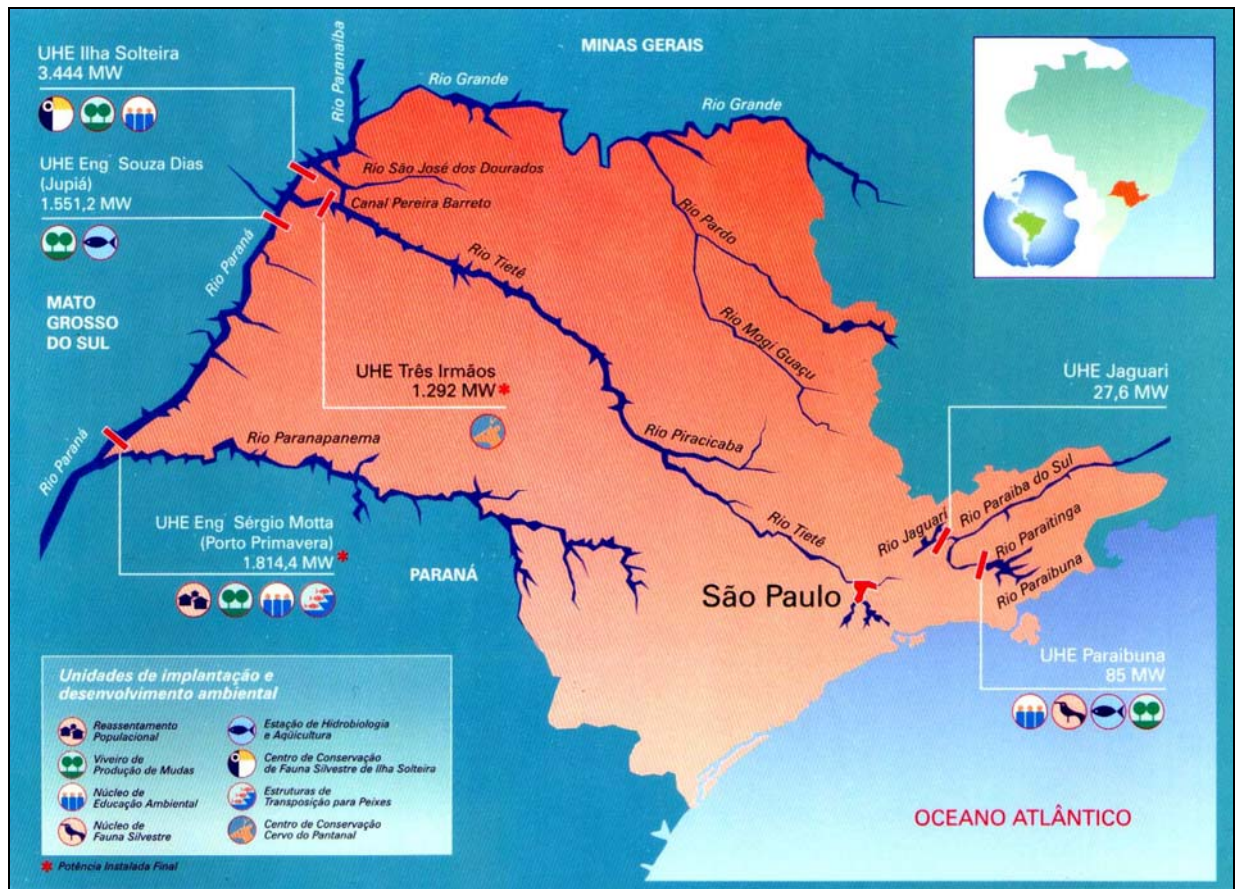 UHE Ilha Solteira
3.444 MW
MINAS GERAIS
Rio Paranaiba
Rio Grande
Rio Grande
UHE Eng Souza Dias
(Jupiá)
1.551,2 MW
Rio São José dos Dourados
Canal Pereira Barreto
Rio Paraná
Rio Tietê
Rio Pardo
Rio Mogi Guaçu
MATO
GROSSO
DO SUL
UHE Três Irmãos
1.292 MW*
UHE Jaguari
27,6 MW
Rio Paraná
Rio Paranapanema
Rio Piracicaba
Rio Tietê
Rio Jaguari
Rio Paraiba do Sul
Rio Paraitinga
Rio Paraibuna
UHE Eng Sérgio Motta
(Porto Primavera)
1.814,4 MW*
PARANÁ
São Paulo
UHE Paraibuna
85 MW
Unidades de implantação e
desenvolvimento ambiental
Reassentamento
Populacional
Viveiro de
Produção de Mudas
Núcleo de
Educação Ambiental
Núcleo de
Fauna Silvestre
Estação de Hidrobiologia
e Aqüicultura
Centro de Conservação
de Fauna Silvestre de Ilha Solteira
Estruturas de
Transposição para Peixes
Centro de Conservação
Cervo do Pantanal
* Potência Instalada Final
OCEANO ATLÂNTICO